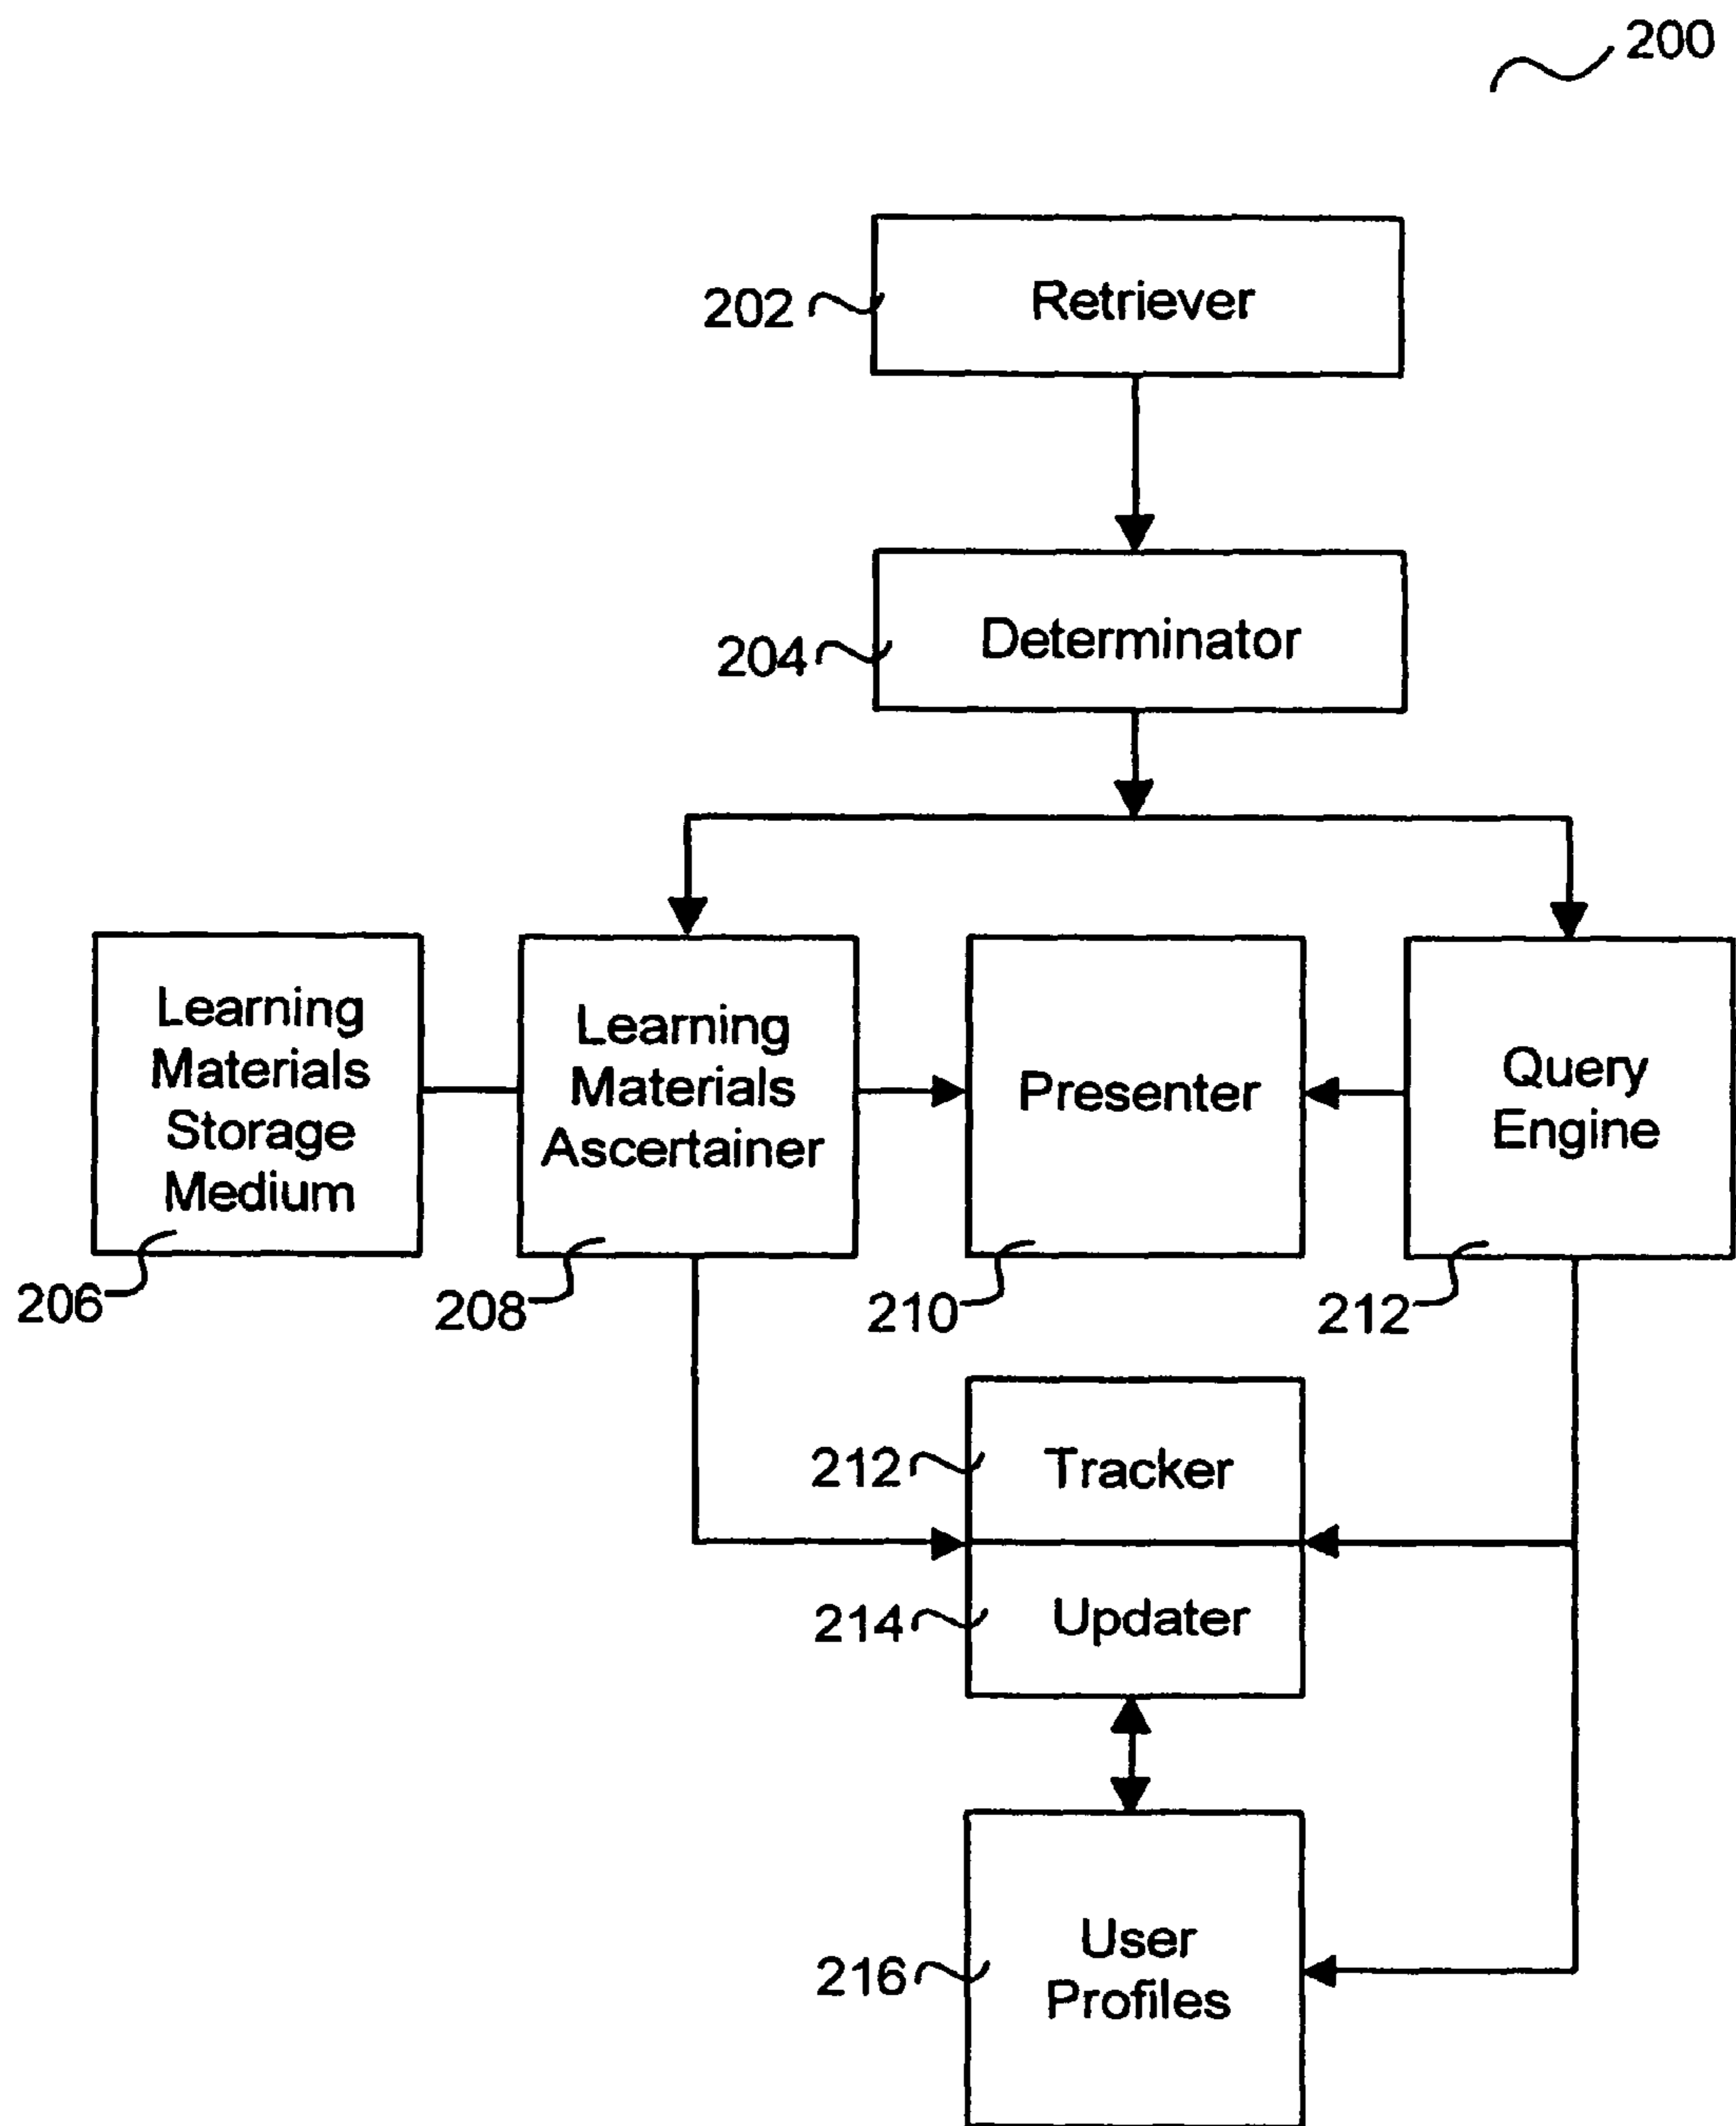 200
202
Retriever
204
Determinator
Learning
Materials
Storage
Medium
206
Learning
Materials
Ascertainer
208
Presenter
210
Query
Engine
212
212
Tracker
214
Updater
216
User
Profiles